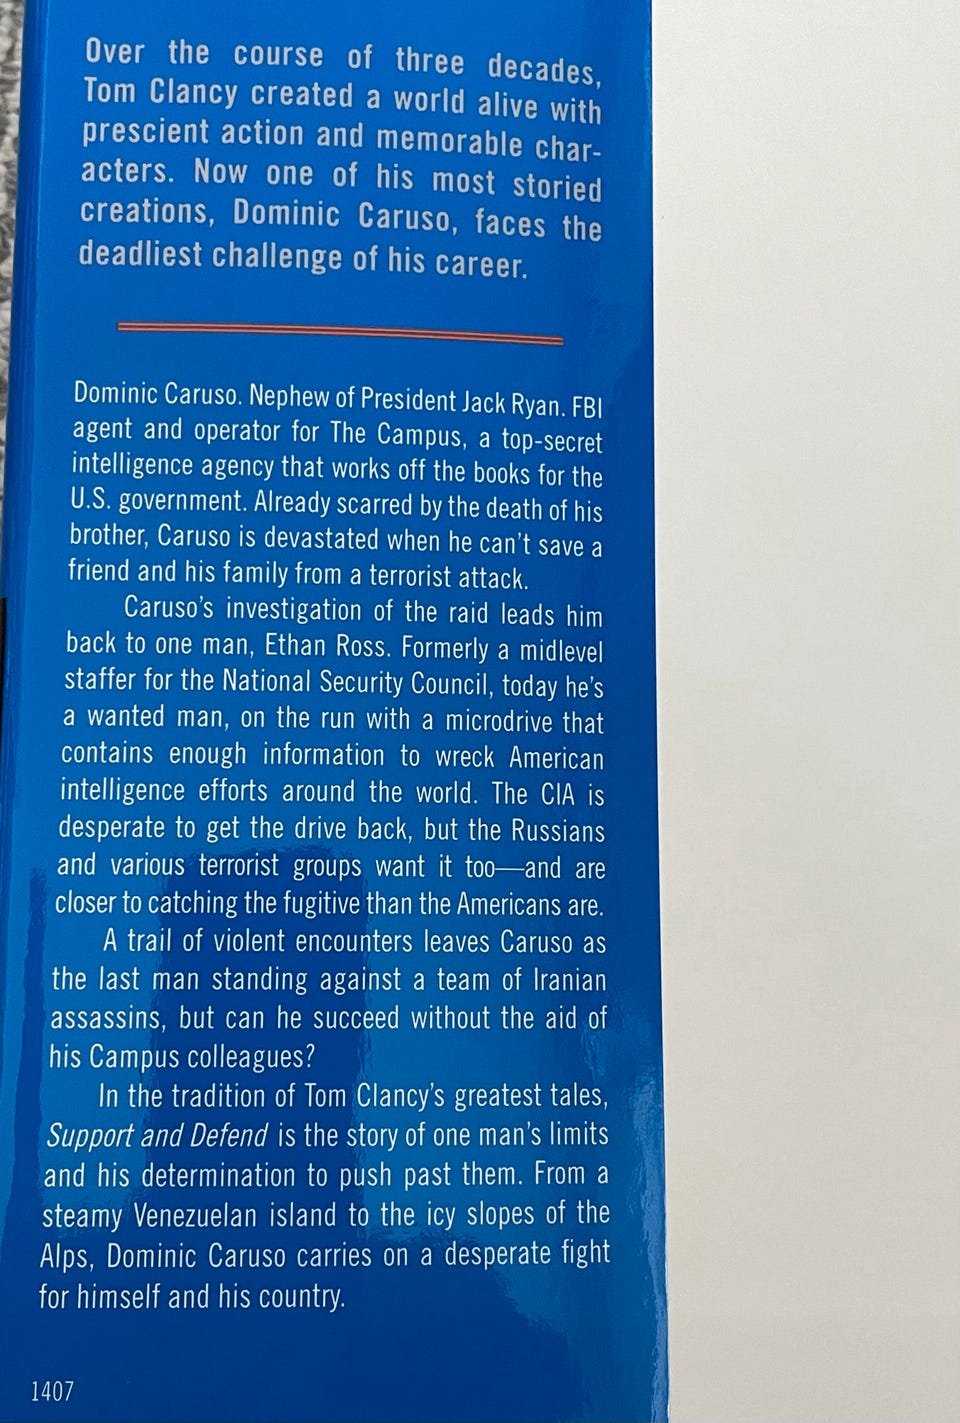 Over the course of three decades,
Tom Clancy created a world alive with
prescient action and memorable char-
acters. Now one of his most storied
creations, Dominic Caruso, faces the
deadliest challenge of his career.
Dominic Caruso. Nephew of President Jack Ryan. FBI
agent and operator for The Campus, a top-secret
intelligence agency that works off the books for the
U.S. government. Already scarred by the death of his
brother, Caruso is devastated when he can't save a
friend and his family from a terrorist attack.
Caruso's investigation of the raid leads him
back to one man, Ethan Ross. Formerly a midlevel
staffer for the National Security Council, today he's
a wanted man, on the run with a microdrive that
contains enough information to wreck American
intelligence efforts around the world. The CIA is
desperate to get the drive back, but the Russians
and various terrorist groups want it too—and are
closer to catching the fugitive than the Americans are.
A trail of violent encounters leaves Caruso as
the last man standing against a team of Iranian
assassins, but can he succeed without the aid of
his Campus colleagues?
In the tradition of Tom Clancy's greatest tales,
Support and Defend is the story of one man's limits
and his determination to push past them. From a
steamy Venezuelan island to the icy slopes of the
Alps, Dominic Caruso carries on a desperate fight
for himself and his country.
1407